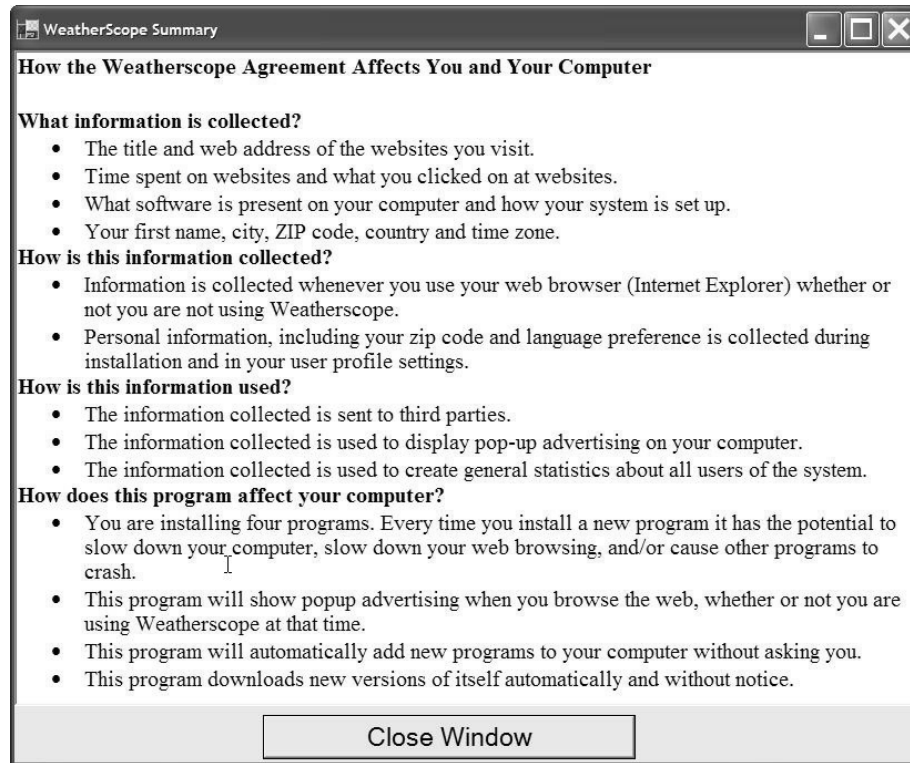 WeatherScope Summary
How the Weatherscope Agreement Affects You and Your Computer
What information is collected?
• The title and web address of the websites you visit.
• Time spent on websites and what you clicked on at websites.
• What software is present on your computer and how your system is set up.
• Your first name, city, ZIP code, country and time zone.
How is this information collected?
• Information is collected whenever you use your web browser (Internet Explorer) whether or
not you are not using Weatherscope.
• Personal information, including your zip code and language preference is collected during
installation and in your user profile settings.
How is this information used?
• The information collected is sent to third parties.
• The information collected is used to display pop-up advertising on your computer.
• The information collected is used to create general statistics about all users of the system.
How does this program affect your computer?
• You are installing four programs. Every time you install a new program it has the potential to
slow down your computer, slow down your web browsing, and/or cause other programs to
crash.
• This program will show popup advertising when you browse the web, whether or not you are
using Weatherscope at that time.
• This program will automatically add new programs to your computer without asking you.
• This program downloads new versions of itself automatically and without notice.
Close Window